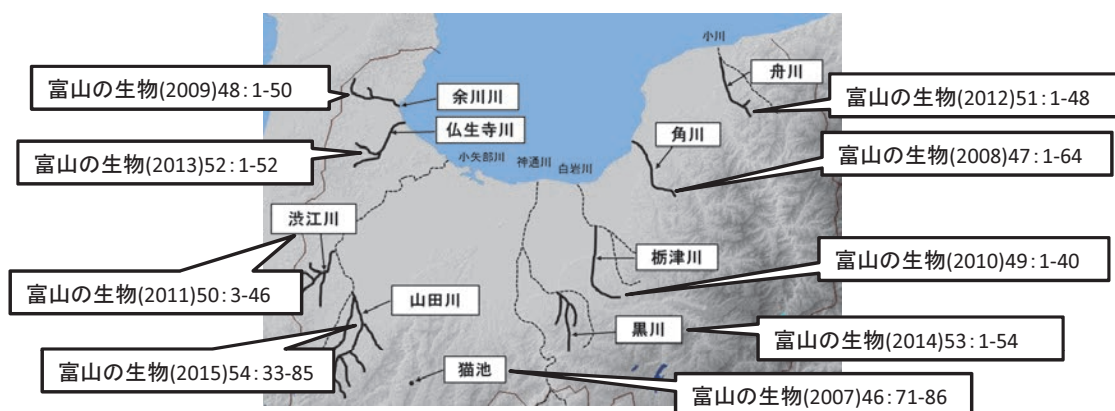 小川
舟川
富山の生物(2009)48：1-50
余川川
富山の生物(2012)51：1-48
仏生寺川
角川
富山の生物(2013)52：1-52
小矢部川
神通川
白岩川
富山の生物(2008)47：1-64
渋江川
栃津川
富山の生物(2010)49：1-40
富山の生物(2011)50：3-46
山田川
黒川
富山の生物(2014)53：1-54
富山の生物(2015)54：33-85
猫池
富山の生物(2007)46：71-86